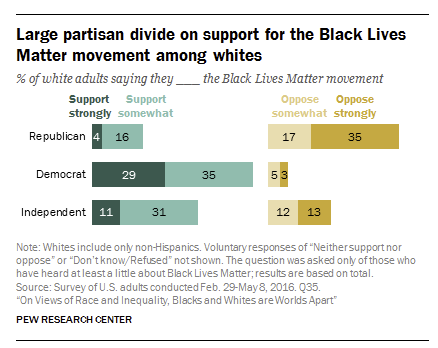 Large partisan divide on support for the Black Lives
Matter movement among whites
% of white adults saying they ____ the Black Lives Matter movement
Support strongly Support somewhat Oppose somewhat Oppose strongly
Republican 4 16 17 35
Democrat 29 35 5 3
Independent 11 31 12 13
Note: Whites include only non-Hispanics. Voluntary responses of “Neither support nor
oppose” or “Don’t know/Refused” not shown. The question was asked only of those who
have heard at least a little about Black Lives Matter; results are based on total.
Source: Survey of U.S. adults conducted Feb. 29-May 8, 2016. Q35.
“On Views of Race and Inequality, Blacks and Whites are Worlds Apart”
PEW RESEARCH CENTER